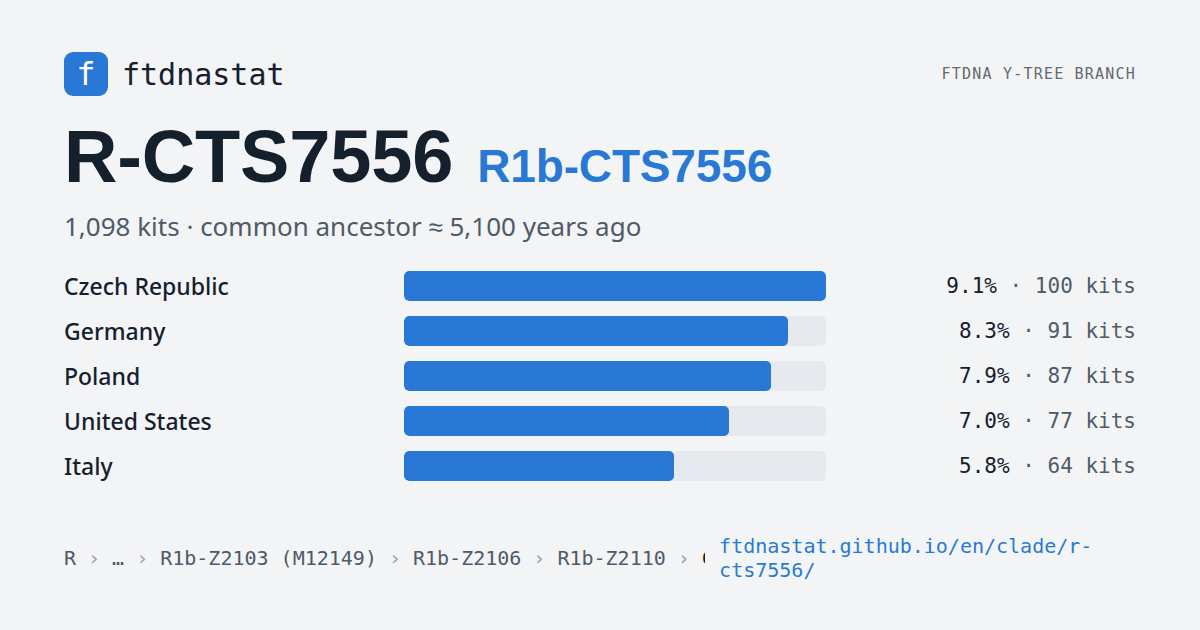 f ftdnastat
FTDNA Y-TREE BRANCH
R-CTS7556 R1b-CTS7556
1,098 kits · common ancestor ≈ 5,100 years ago
Czech Republic 9.1% · 100 kits
Germany 8.3% · 91 kits
Poland 7.9% · 87 kits
United States 7.0% · 77 kits
Italy 5.8% · 64 kits
R › … › R1b-Z2103 (M12149) › R1b-Z2106 › R1b-Z2110 ›
ftdnastat.github.io/en/clade/r-
cts7556/